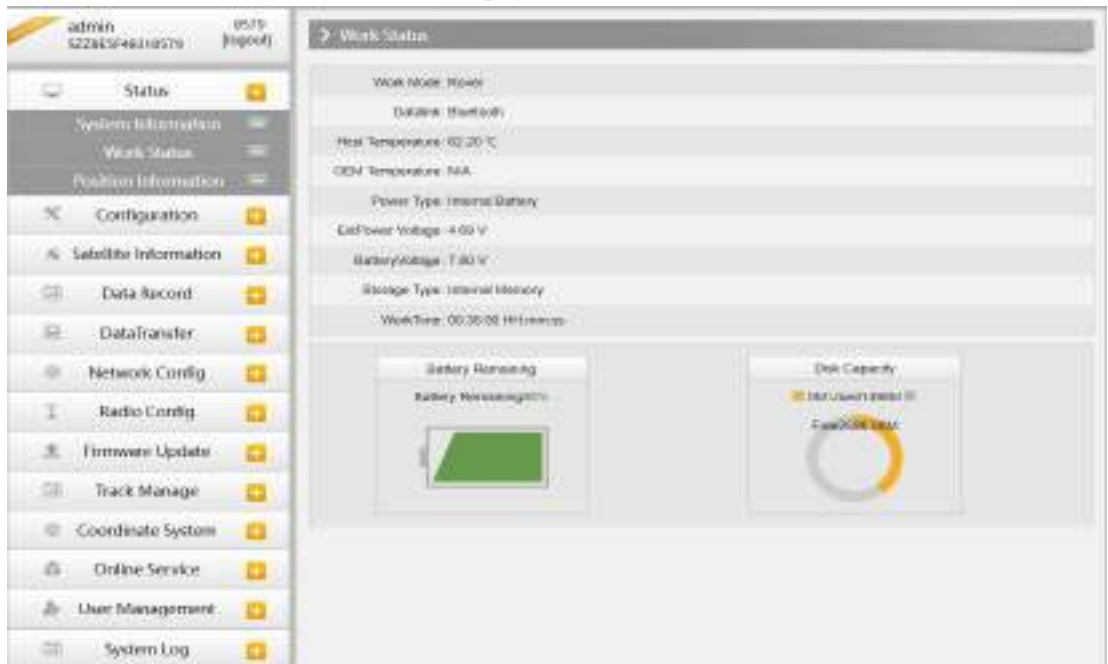 admin
[logout]
Work Status
Status
System Information
Work Status
Position Information
Configuration
Satellite Information
Data Record
DataTransfer
Network Config
Radio Config
Firmware Update
Track Manage
Coordinate System
Online Service
User Management
System Log
Work Mode: Rover
Datalink: Bluetooth
Host Temperature: 62.20 ℃
OEM Temperature: N/A
Power Type: Internal Battery
ExtPower Voltage: 4.69 V
BatteryVoltage: 7.80 V
Storage Type: Internal Memory
WorkTime:
Battery Remaining
Battery Remaining
Disk Capacity